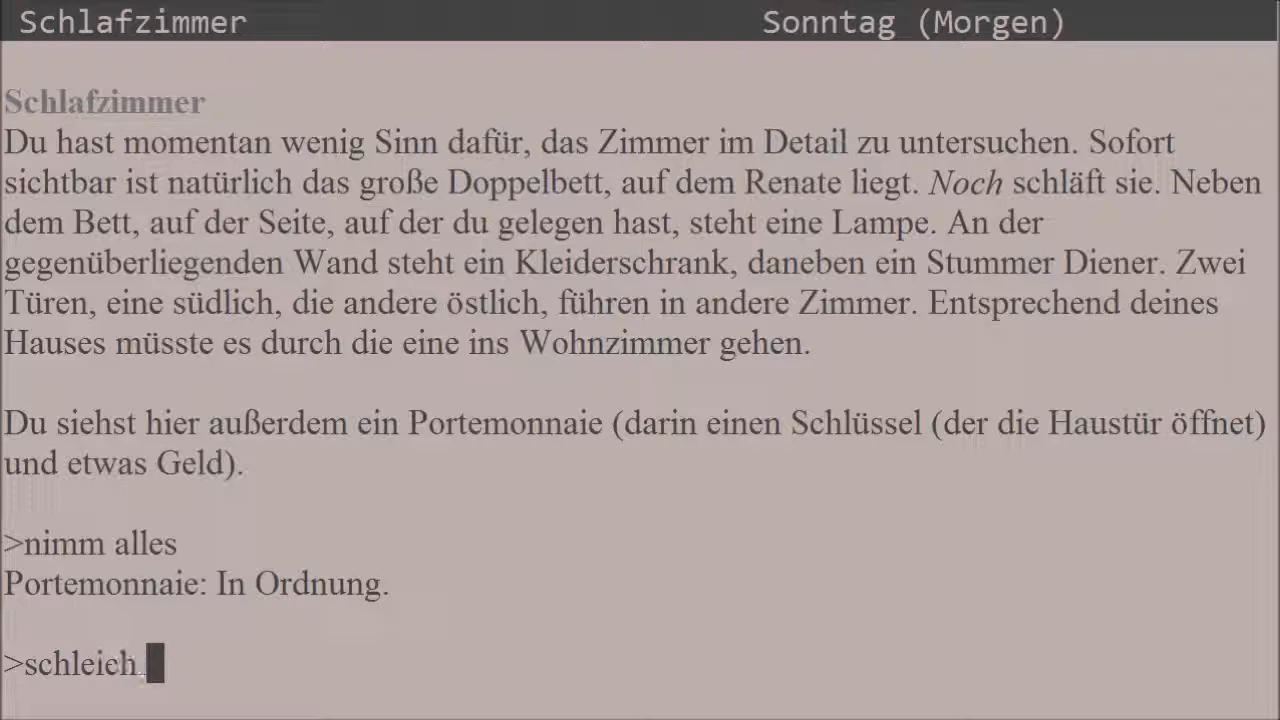 Schlafzimmer Sonntag (Morgen)
Schlafzimmer
Du hast momentan wenig Sinn dafür, das Zimmer im Detail zu untersuchen. Sofort
sichtbar ist natürlich das große Doppelbett, auf dem Renate liegt. Noch schläft sie. Neben
dem Bett, auf der Seite, auf der du gelegen hast, steht eine Lampe. An der
gegenüberliegenden Wand steht ein Kleiderschrank, daneben ein Stummer Diener. Zwei
Türen, eine südlich, die andere östlich, führen in andere Zimmer. Entsprechend deines
Hauses müsste es durch die eine ins Wohnzimmer gehen.
Du siehst hier außerdem ein Portemonnaie (darin einen Schlüssel (der die Haustür öffnet)
und etwas Geld).
>nimm alles
Portemonnaie: In Ordnung.
>schleich